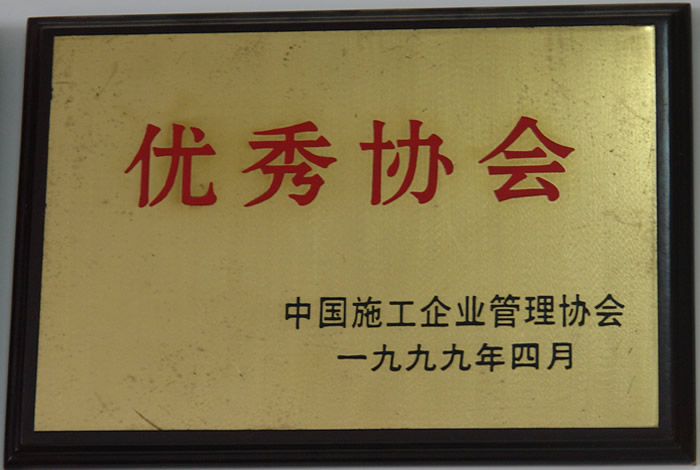 优秀协会
中国施工企业管理协会
一九九九年四月